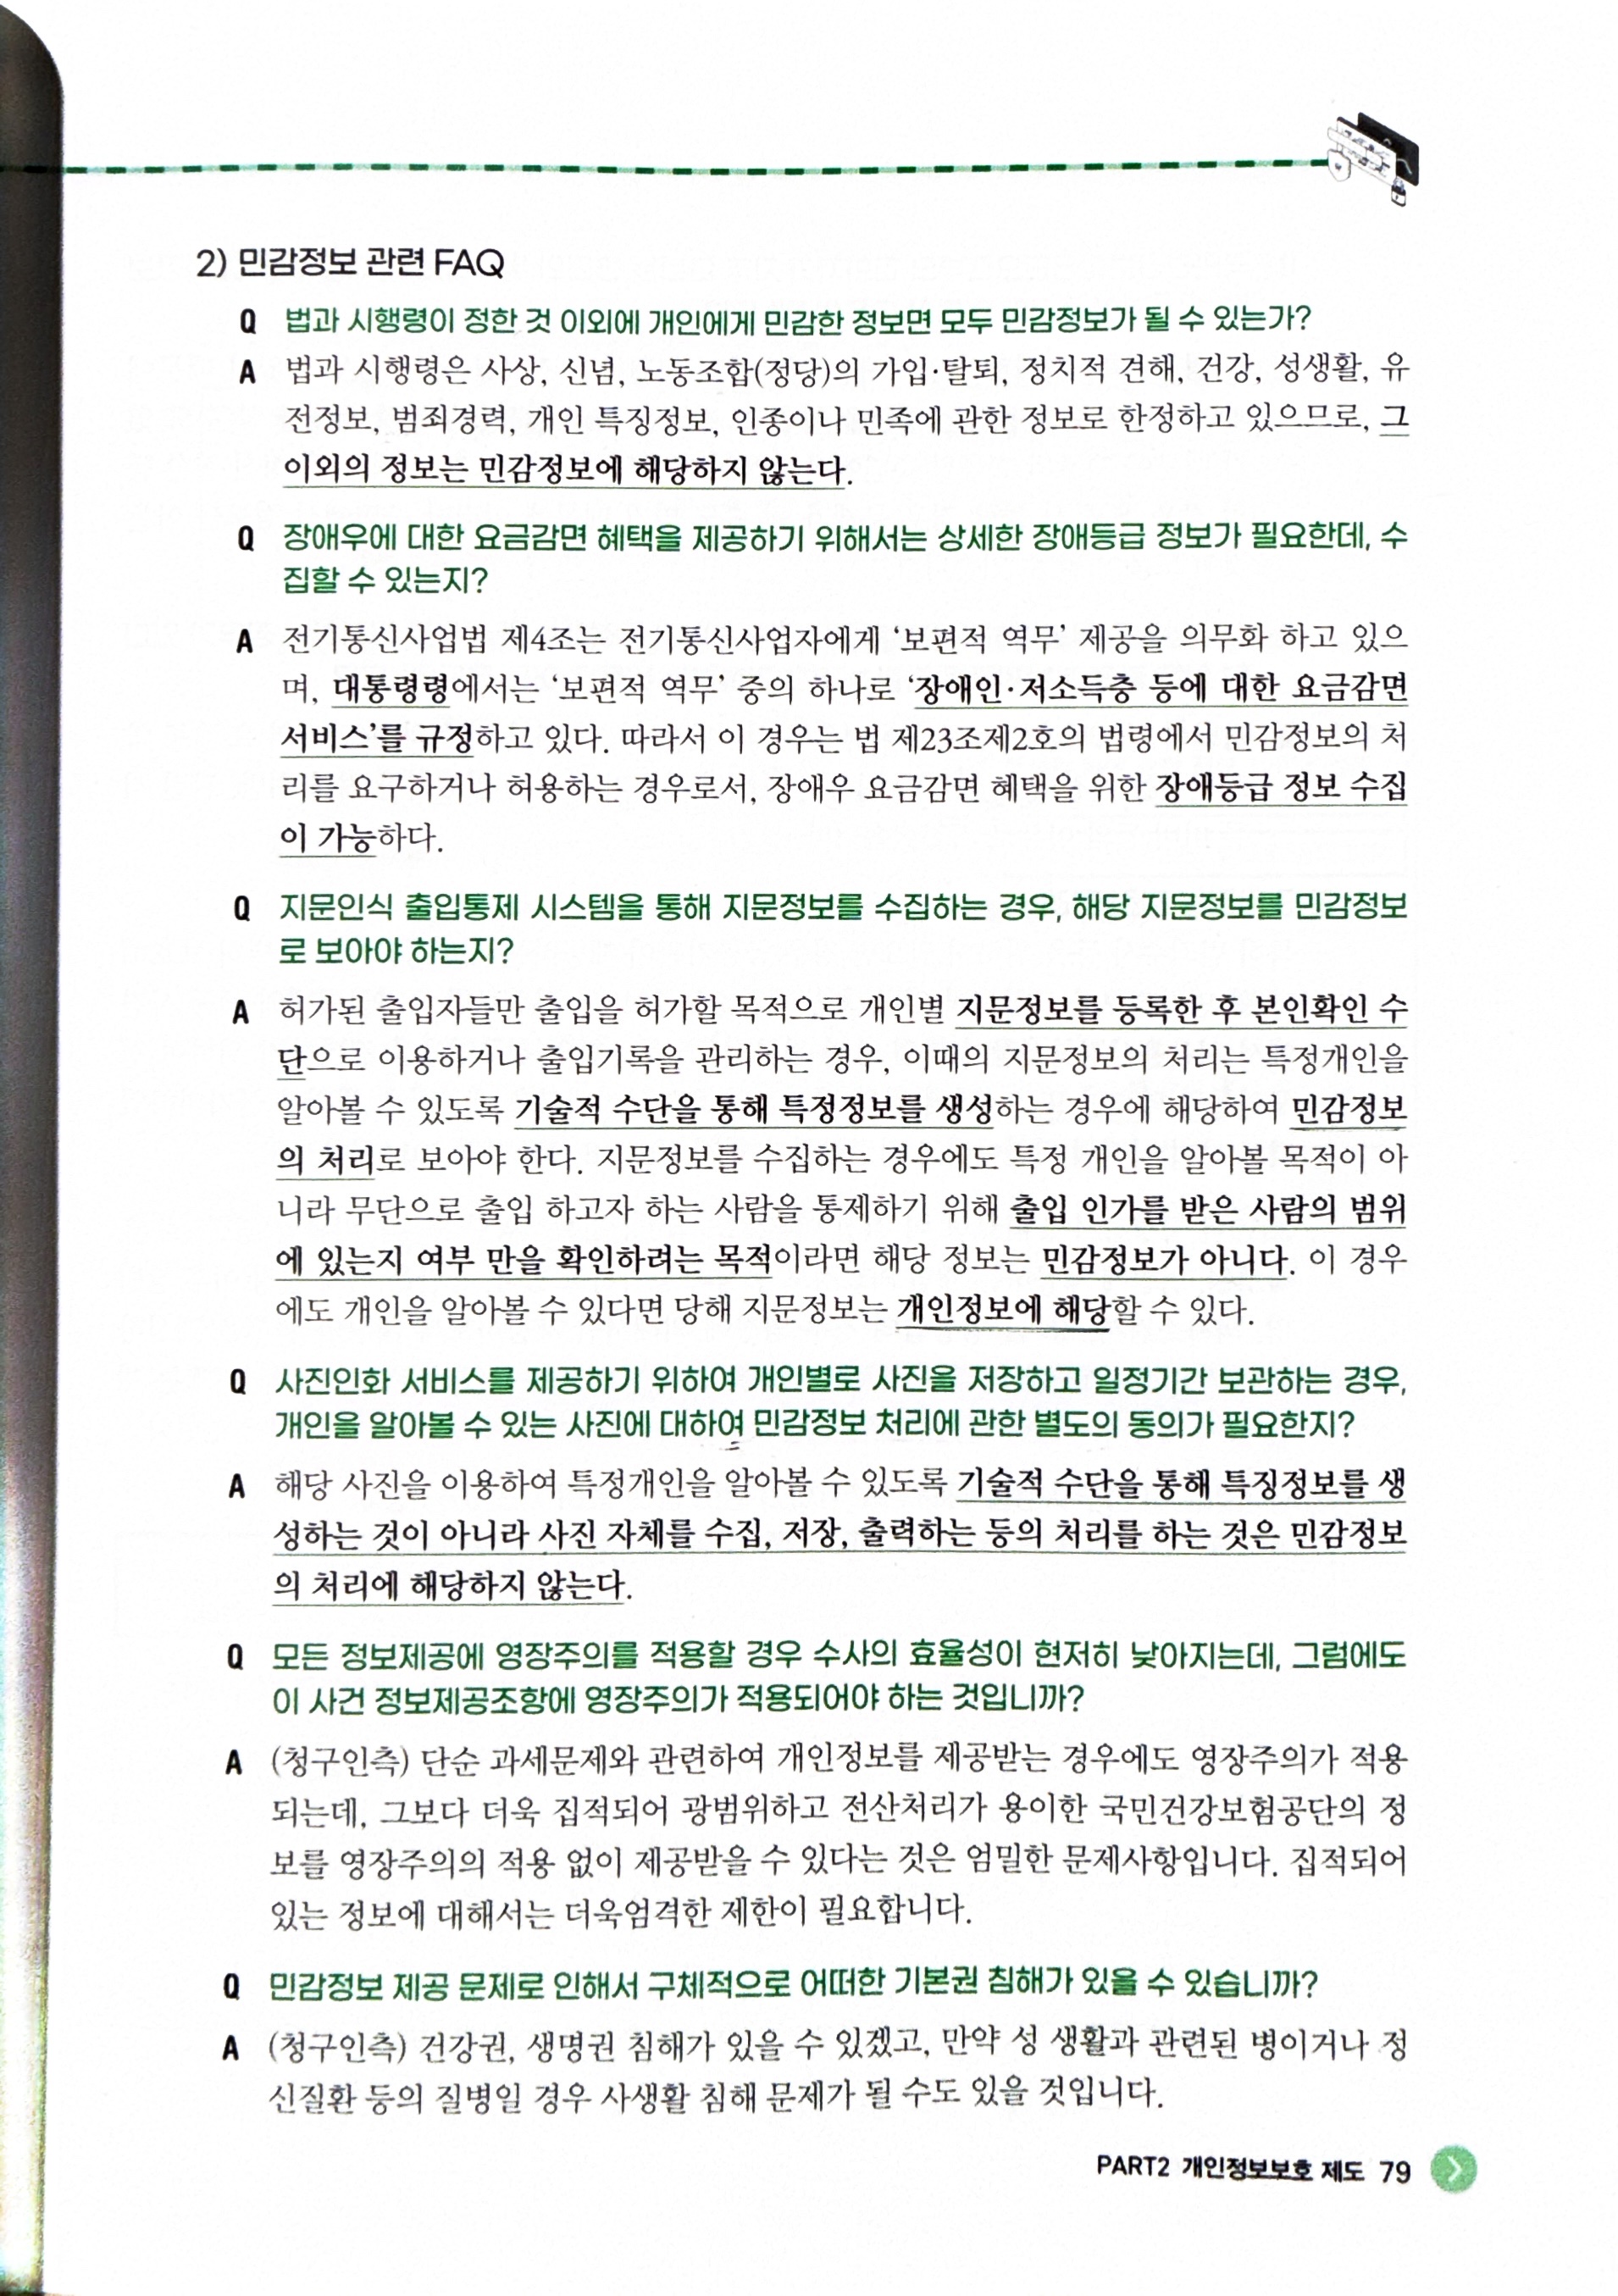 2) 민감정보 관련 FAQ
Q 법과 시행령이 정한 것 이외에 개인에게 민감한 정보면 모두 민감정보가 될 수 있는가?
A 법과 시행령은 사상, 신념, 노동조합(정당)의 가입·탈퇴, 정치적 견해, 건강, 성생활, 유
전정보, 범죄경력, 개인 특징정보, 인종이나 민족에 관한 정보로 한정하고 있으므로, 그
이외의 정보는 민감정보에 해당하지 않는다.
Q 장애우에 대한 요금감면 혜택을 제공하기 위해서는 상세한 장애등급 정보가 필요한데, 수
집할 수 있는지?
A 전기통신사업법 제4조는 전기통신사업자에게 ‘보편적 역무’ 제공을 의무화 하고 있으
며, 대통령령에서는 ‘보편적 역무’ 중의 하나로 ‘장애인·저소득층 등에 대한 요금감면
서비스’를 규정하고 있다. 따라서 이 경우는 법 제23조제2호의 법령에서 민감정보의 처
리를 요구하거나 허용하는 경우로서, 장애우 요금감면 혜택을 위한 장애등급 정보 수집
이 가능하다.
Q 지문인식 출입통제 시스템을 통해 지문정보를 수집하는 경우, 해당 지문정보를 민감정보
로 보아야 하는지?
A 허가된 출입자들만 출입을 허가할 목적으로 개인별 지문정보를 등록한 후 본인확인 수
단으로 이용하거나 출입기록을 관리하는 경우, 이때의 지문정보의 처리는 특정개인을
알아볼 수 있도록 기술적 수단을 통해 특정정보를 생성하는 경우에 해당하여 민감정보
의 처리로 보아야 한다. 지문정보를 수집하는 경우에도 특정 개인을 알아볼 목적이 아
니라 무단으로 출입 하고자 하는 사람을 통제하기 위해 출입 인가를 받은 사람의 범위
에 있는지 여부 만을 확인하려는 목적이라면 해당 정보는 민감정보가 아니다. 이 경우
에도 개인을 알아볼 수 있다면 당해 지문정보는 개인정보에 해당할 수 있다.
Q 사진인화 서비스를 제공하기 위하여 개인별로 사진을 저장하고 일정기간 보관하는 경우,
개인을 알아볼 수 있는 사진에 대하여 민감정보 처리에 관한 별도의 동의가 필요한지?
A 해당 사진을 이용하여 특정개인을 알아볼 수 있도록 기술적 수단을 통해 특징정보를 생
성하는 것이 아니라 사진 자체를 수집, 저장, 출력하는 등의 처리를 하는 것은 민감정보
의 처리에 해당하지 않는다.
Q 모든 정보제공에 영장주의를 적용할 경우 수사의 효율성이 현저히 낮아지는데, 그럼에도
이 사건 정보제공조항에 영장주의가 적용되어야 하는 것입니까?
A (청구인측) 단순 과세문제와 관련하여 개인정보를 제공받는 경우에도 영장주의가 적용
되는데, 그보다 더욱 집적되어 광범위하고 전산처리가 용이한 국민건강보험공단의 정
보를 영장주의의 적용 없이 제공받을 수 있다는 것은 엄밀한 문제사항입니다. 집적되어
있는 정보에 대해서는 더욱엄격한 제한이 필요합니다.
Q 민감정보 제공 문제로 인해서 구체적으로 어떠한 기본권 침해가 있을 수 있습니까?
A (청구인측) 건강권, 생명권 침해가 있을 수 있겠고, 만약 성 생활과 관련된 병이거나 정
신질환 등의 질병일 경우 사생활 침해 문제가 될 수도 있을 것입니다.
PART2 개인정보보호 제도 79